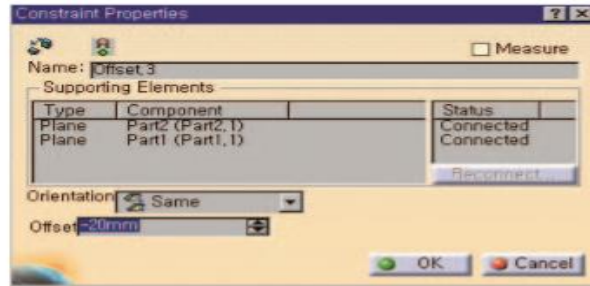 Constraint Properties ? ×
Measure
Name: Offset,3
Supporting Elements
Type Component Status
Plane Part2 (Part2,1) Connected
Plane Part1 (Part1,1) Connected
Reconnect...
Orientation Same
Offset -20mm
OK Cancel